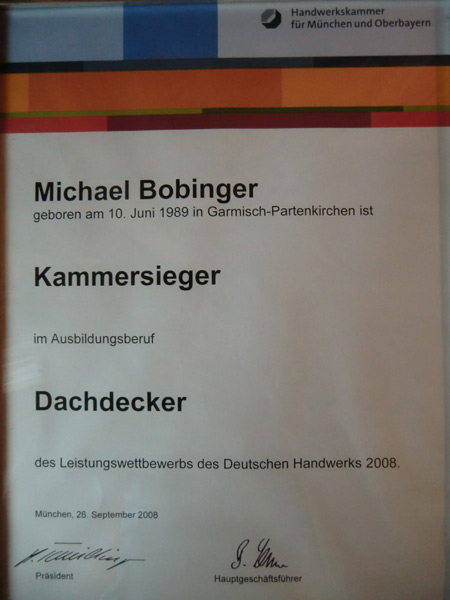 Handwerkskammer
für München und Oberbayern
Michael Bobinger
geboren am 10. Juni 1989 in Garmisch-Partenkirchen ist
Kammersieger
im Ausbildungsberuf
Dachdecker
des Leistungswettbewerbs des Deutschen Handwerks 2008.
München, 26. September 2008
Präsident
Hauptgeschäftsführer